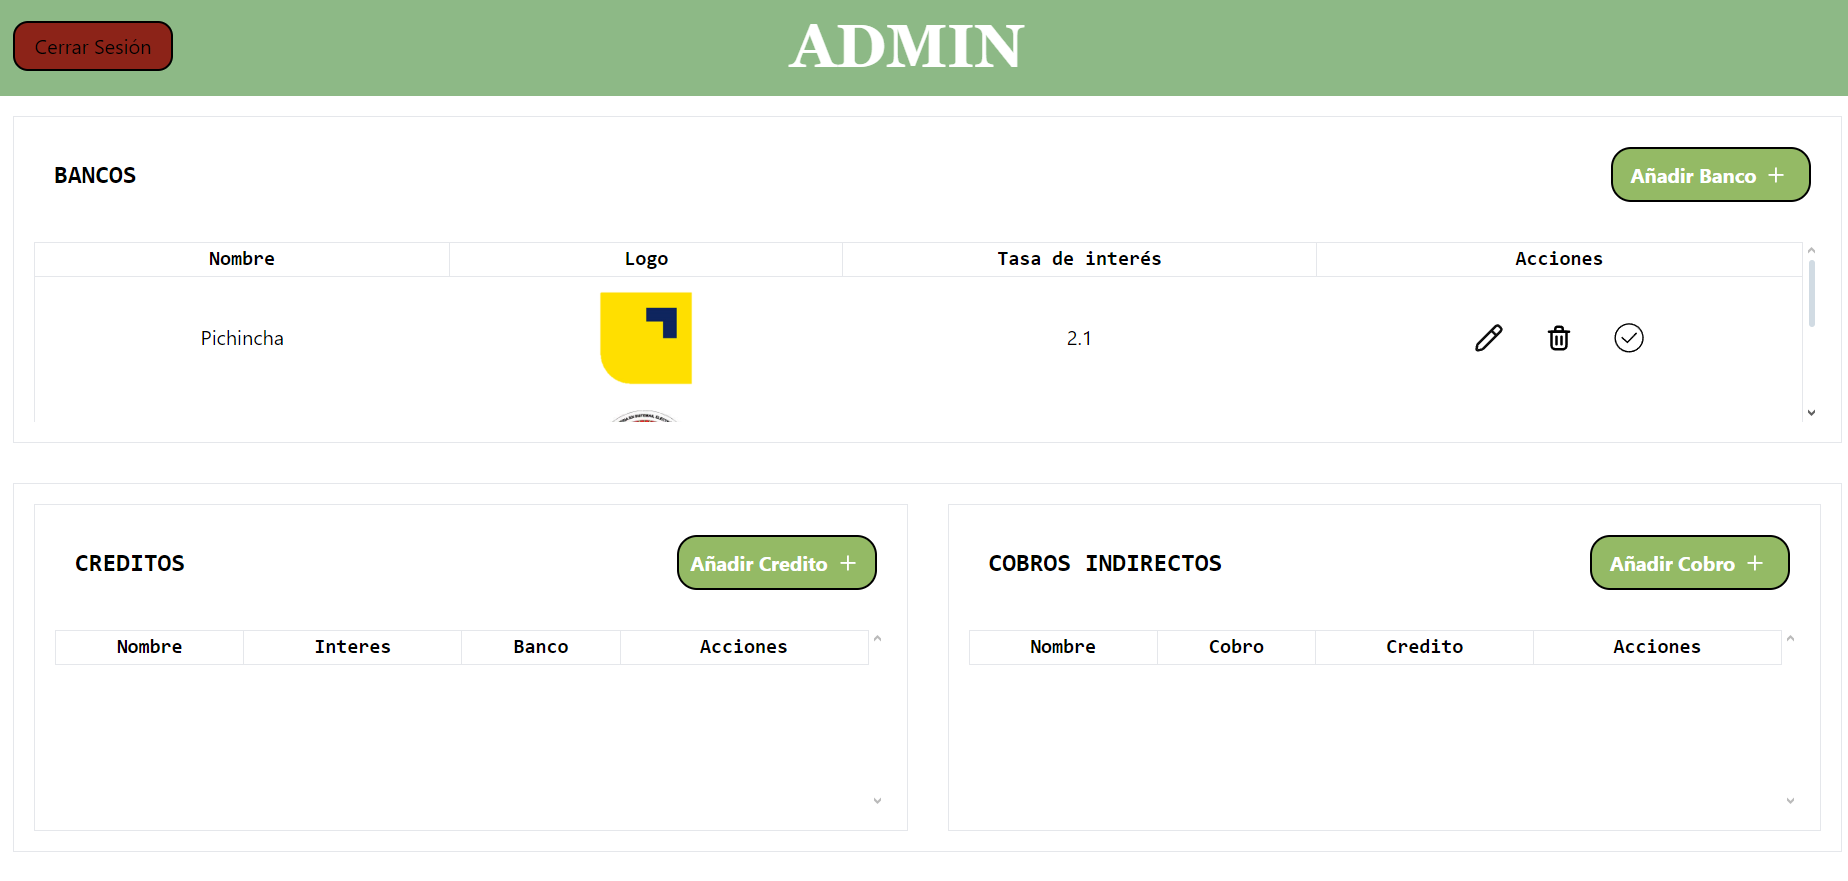 Cerrar Sesión
ADMIN
BANCOS
Añadir Banco +
Nombre Logo Tasa de interés Acciones
Pichincha 2.1
CREDITOS
Añadir Credito +
Nombre Interes Banco Acciones
COBROS INDIRECTOS
Añadir Cobro +
Nombre Cobro Credito Acciones